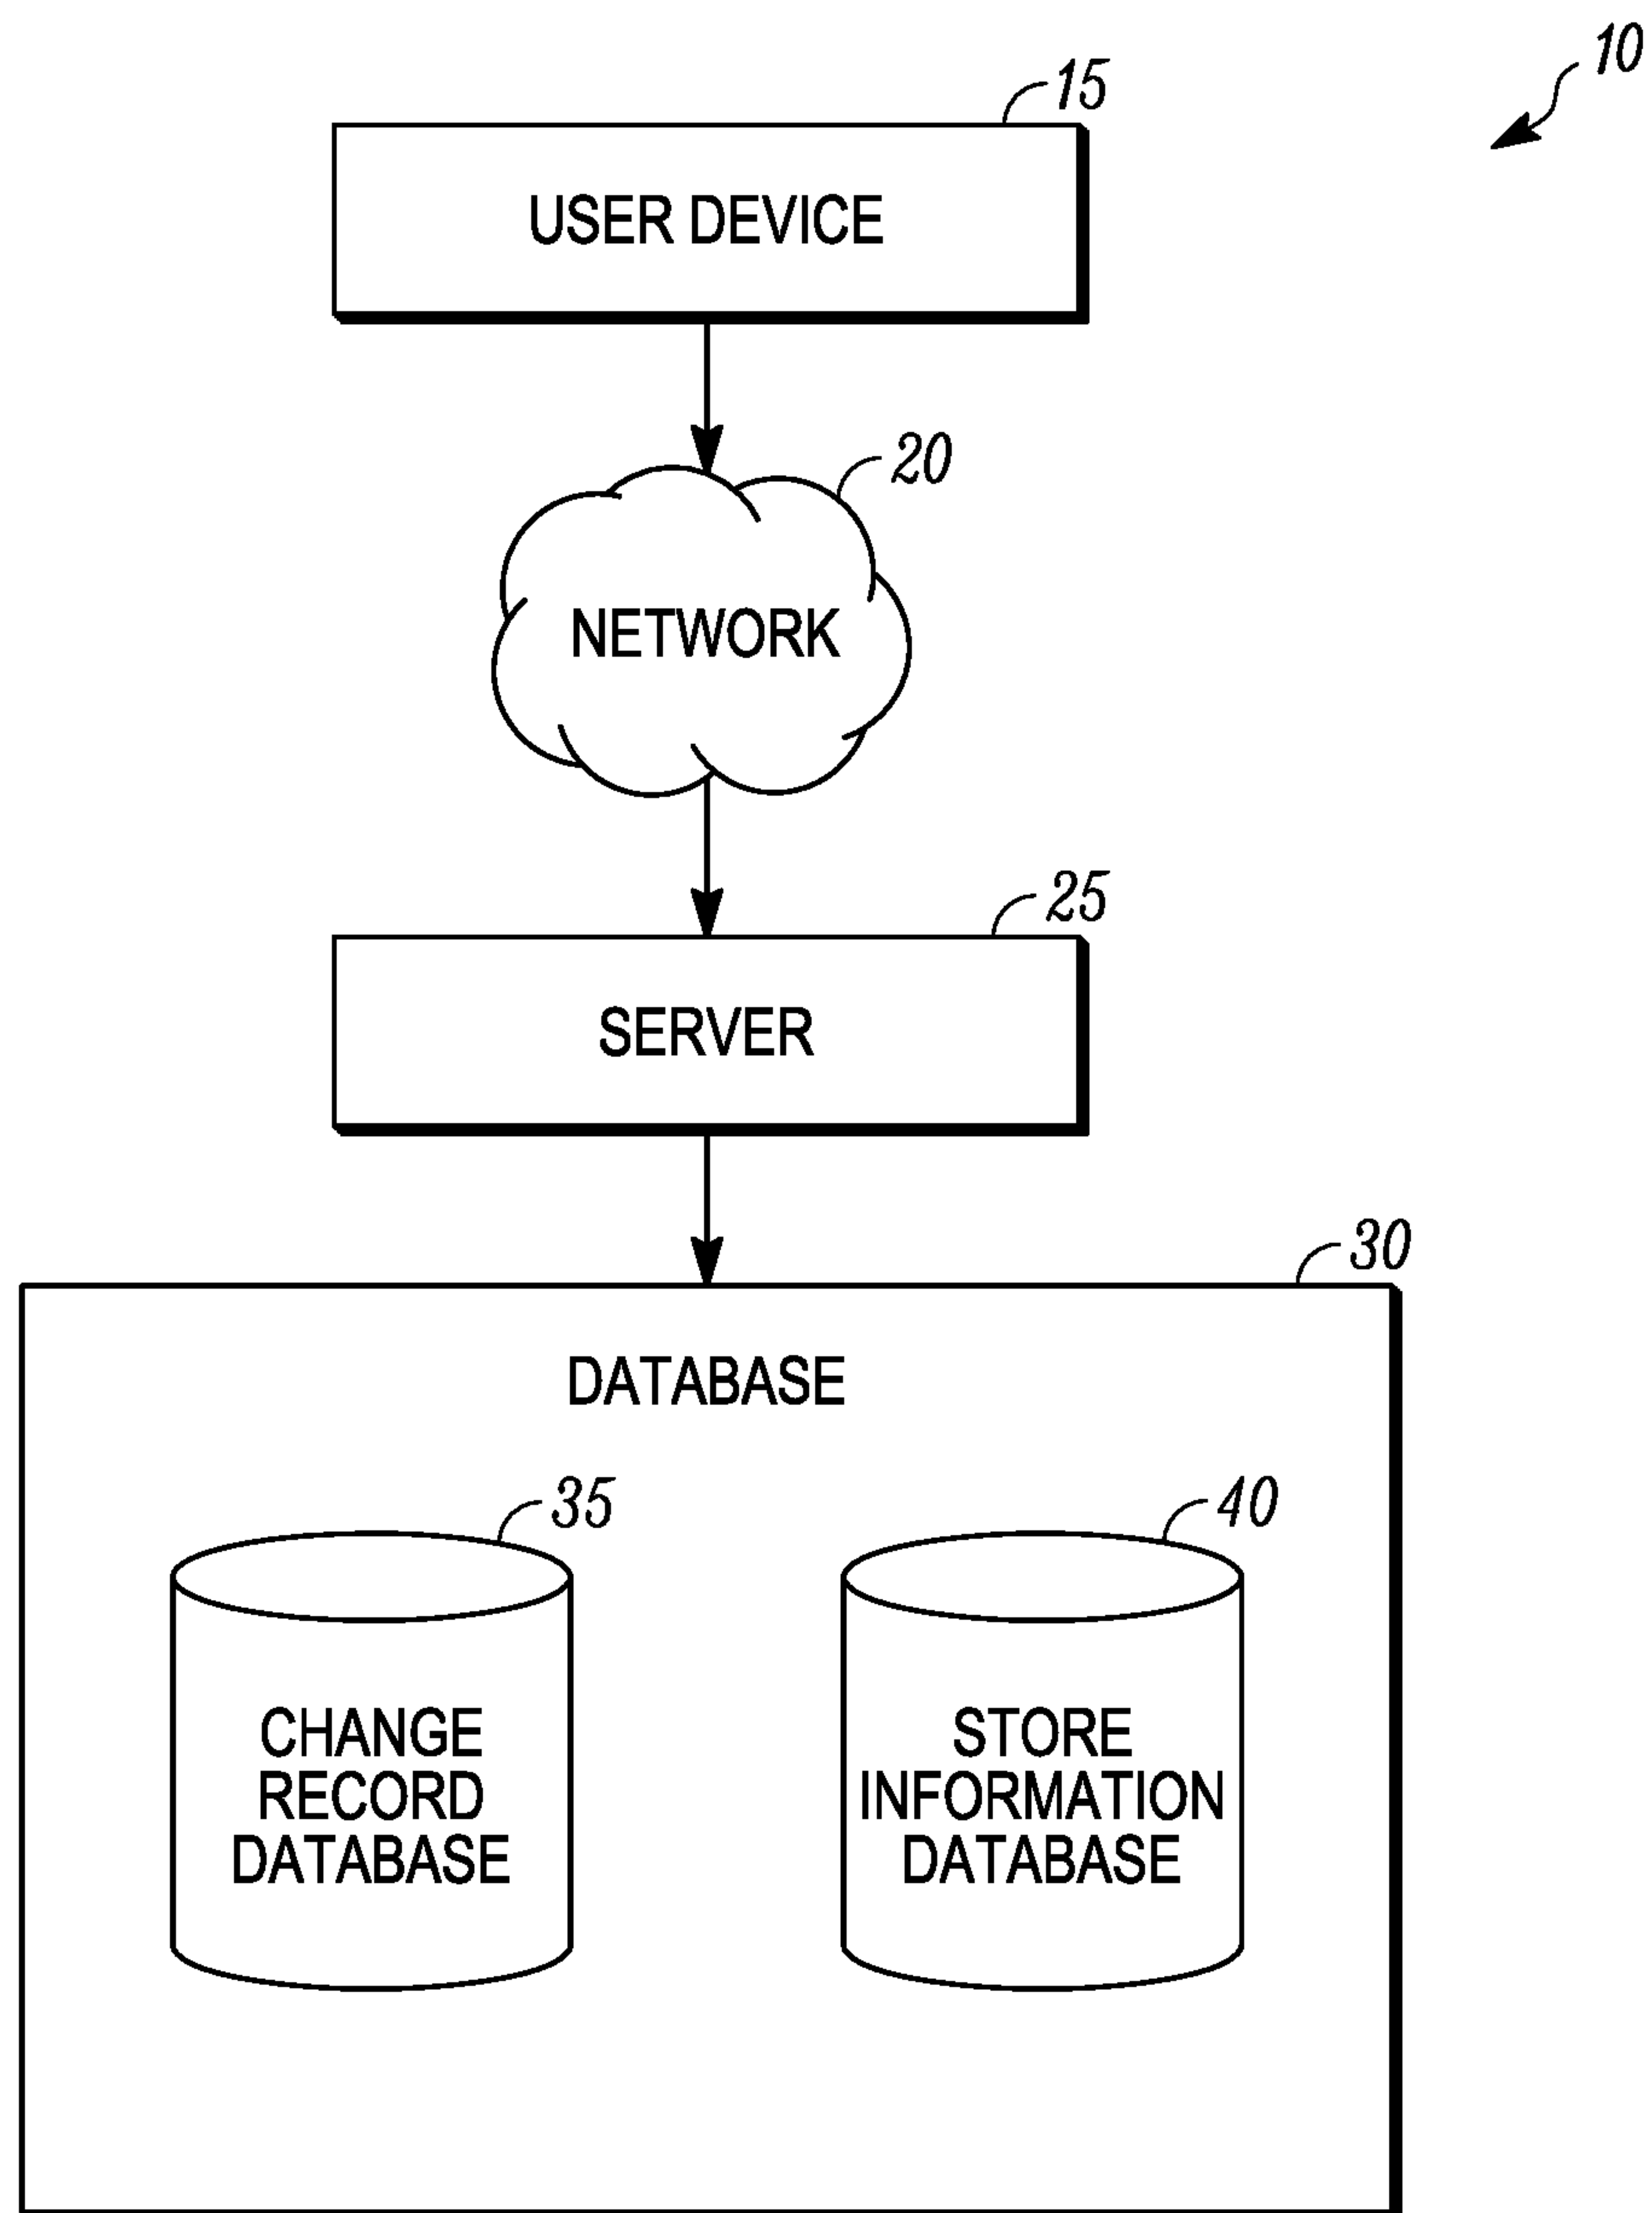 10
15
USER DEVICE
20
NETWORK
25
SERVER
30
DATABASE
35
CHANGE
RECORD
DATABASE
40
STORE
INFORMATION
DATABASE